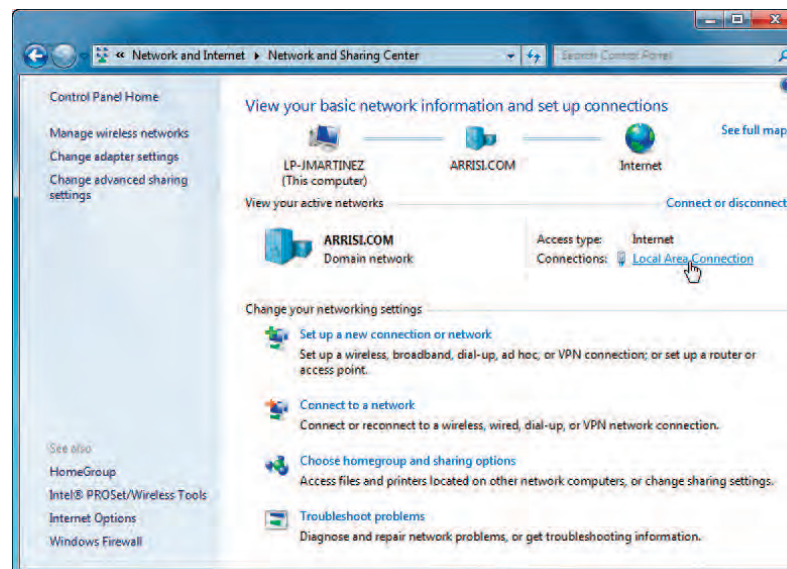 « Network and Internet ▸ Network and Sharing Center
Search Control Panel
Control Panel Home
Manage wireless networks
Change adapter settings
Change advanced sharing
settings
See also
HomeGroup
Intel® PROSet/Wireless Tools
Internet Options
Windows Firewall
View your basic network information and set up connections
See full map
LP-JMARTINEZ
(This computer)
ARRISI.COM
Internet
View your active networks
Connect or disconnect
ARRISI.COM
Domain network
Access type: Internet
Connections: Local Area Connection
Change your networking settings
Set up a new connection or network
Set up a wireless, broadband, dial-up, ad hoc, or VPN connection; or set up a router or
access point.
Connect to a network
Connect or reconnect to a wireless, wired, dial-up, or VPN network connection.
Choose homegroup and sharing options
Access files and printers located on other network computers, or change sharing settings.
Troubleshoot problems
Diagnose and repair network problems, or get troubleshooting information.